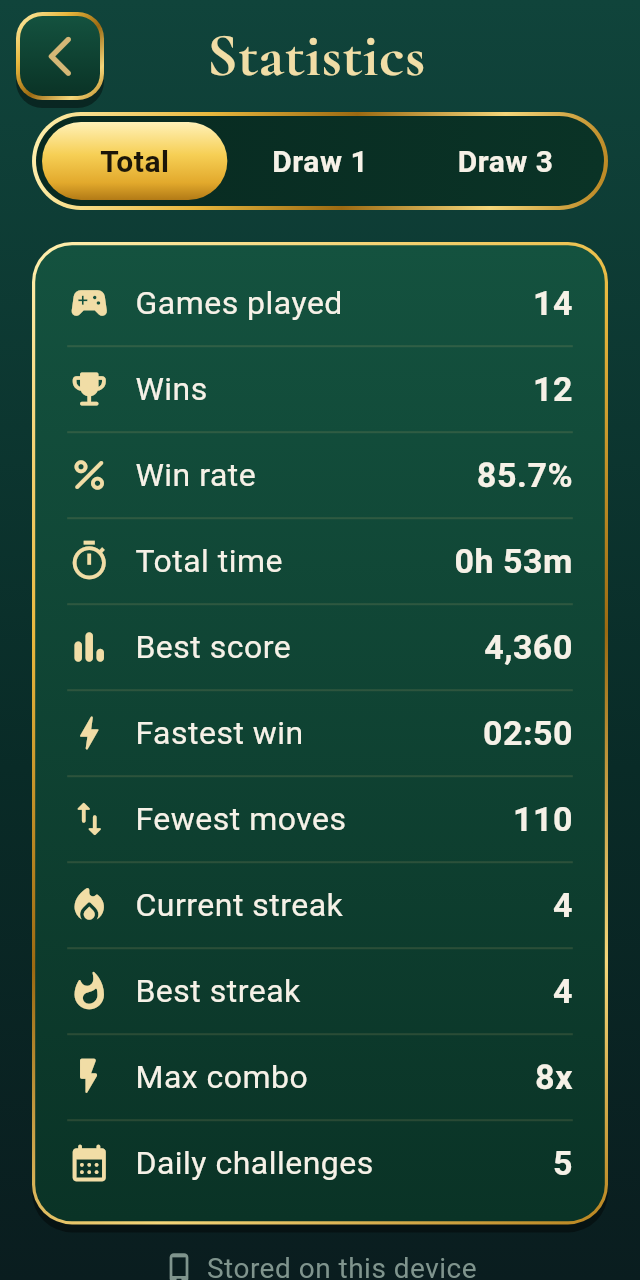 Statistics
Total Draw 1 Draw 3
Games played 14
Wins 12
Win rate 85.7%
Total time 0h 53m
Best score 4,360
Fastest win 02:50
Fewest moves 110
Current streak 4
Best streak 4
Max combo 8x
Daily challenges 5
Stored on this device